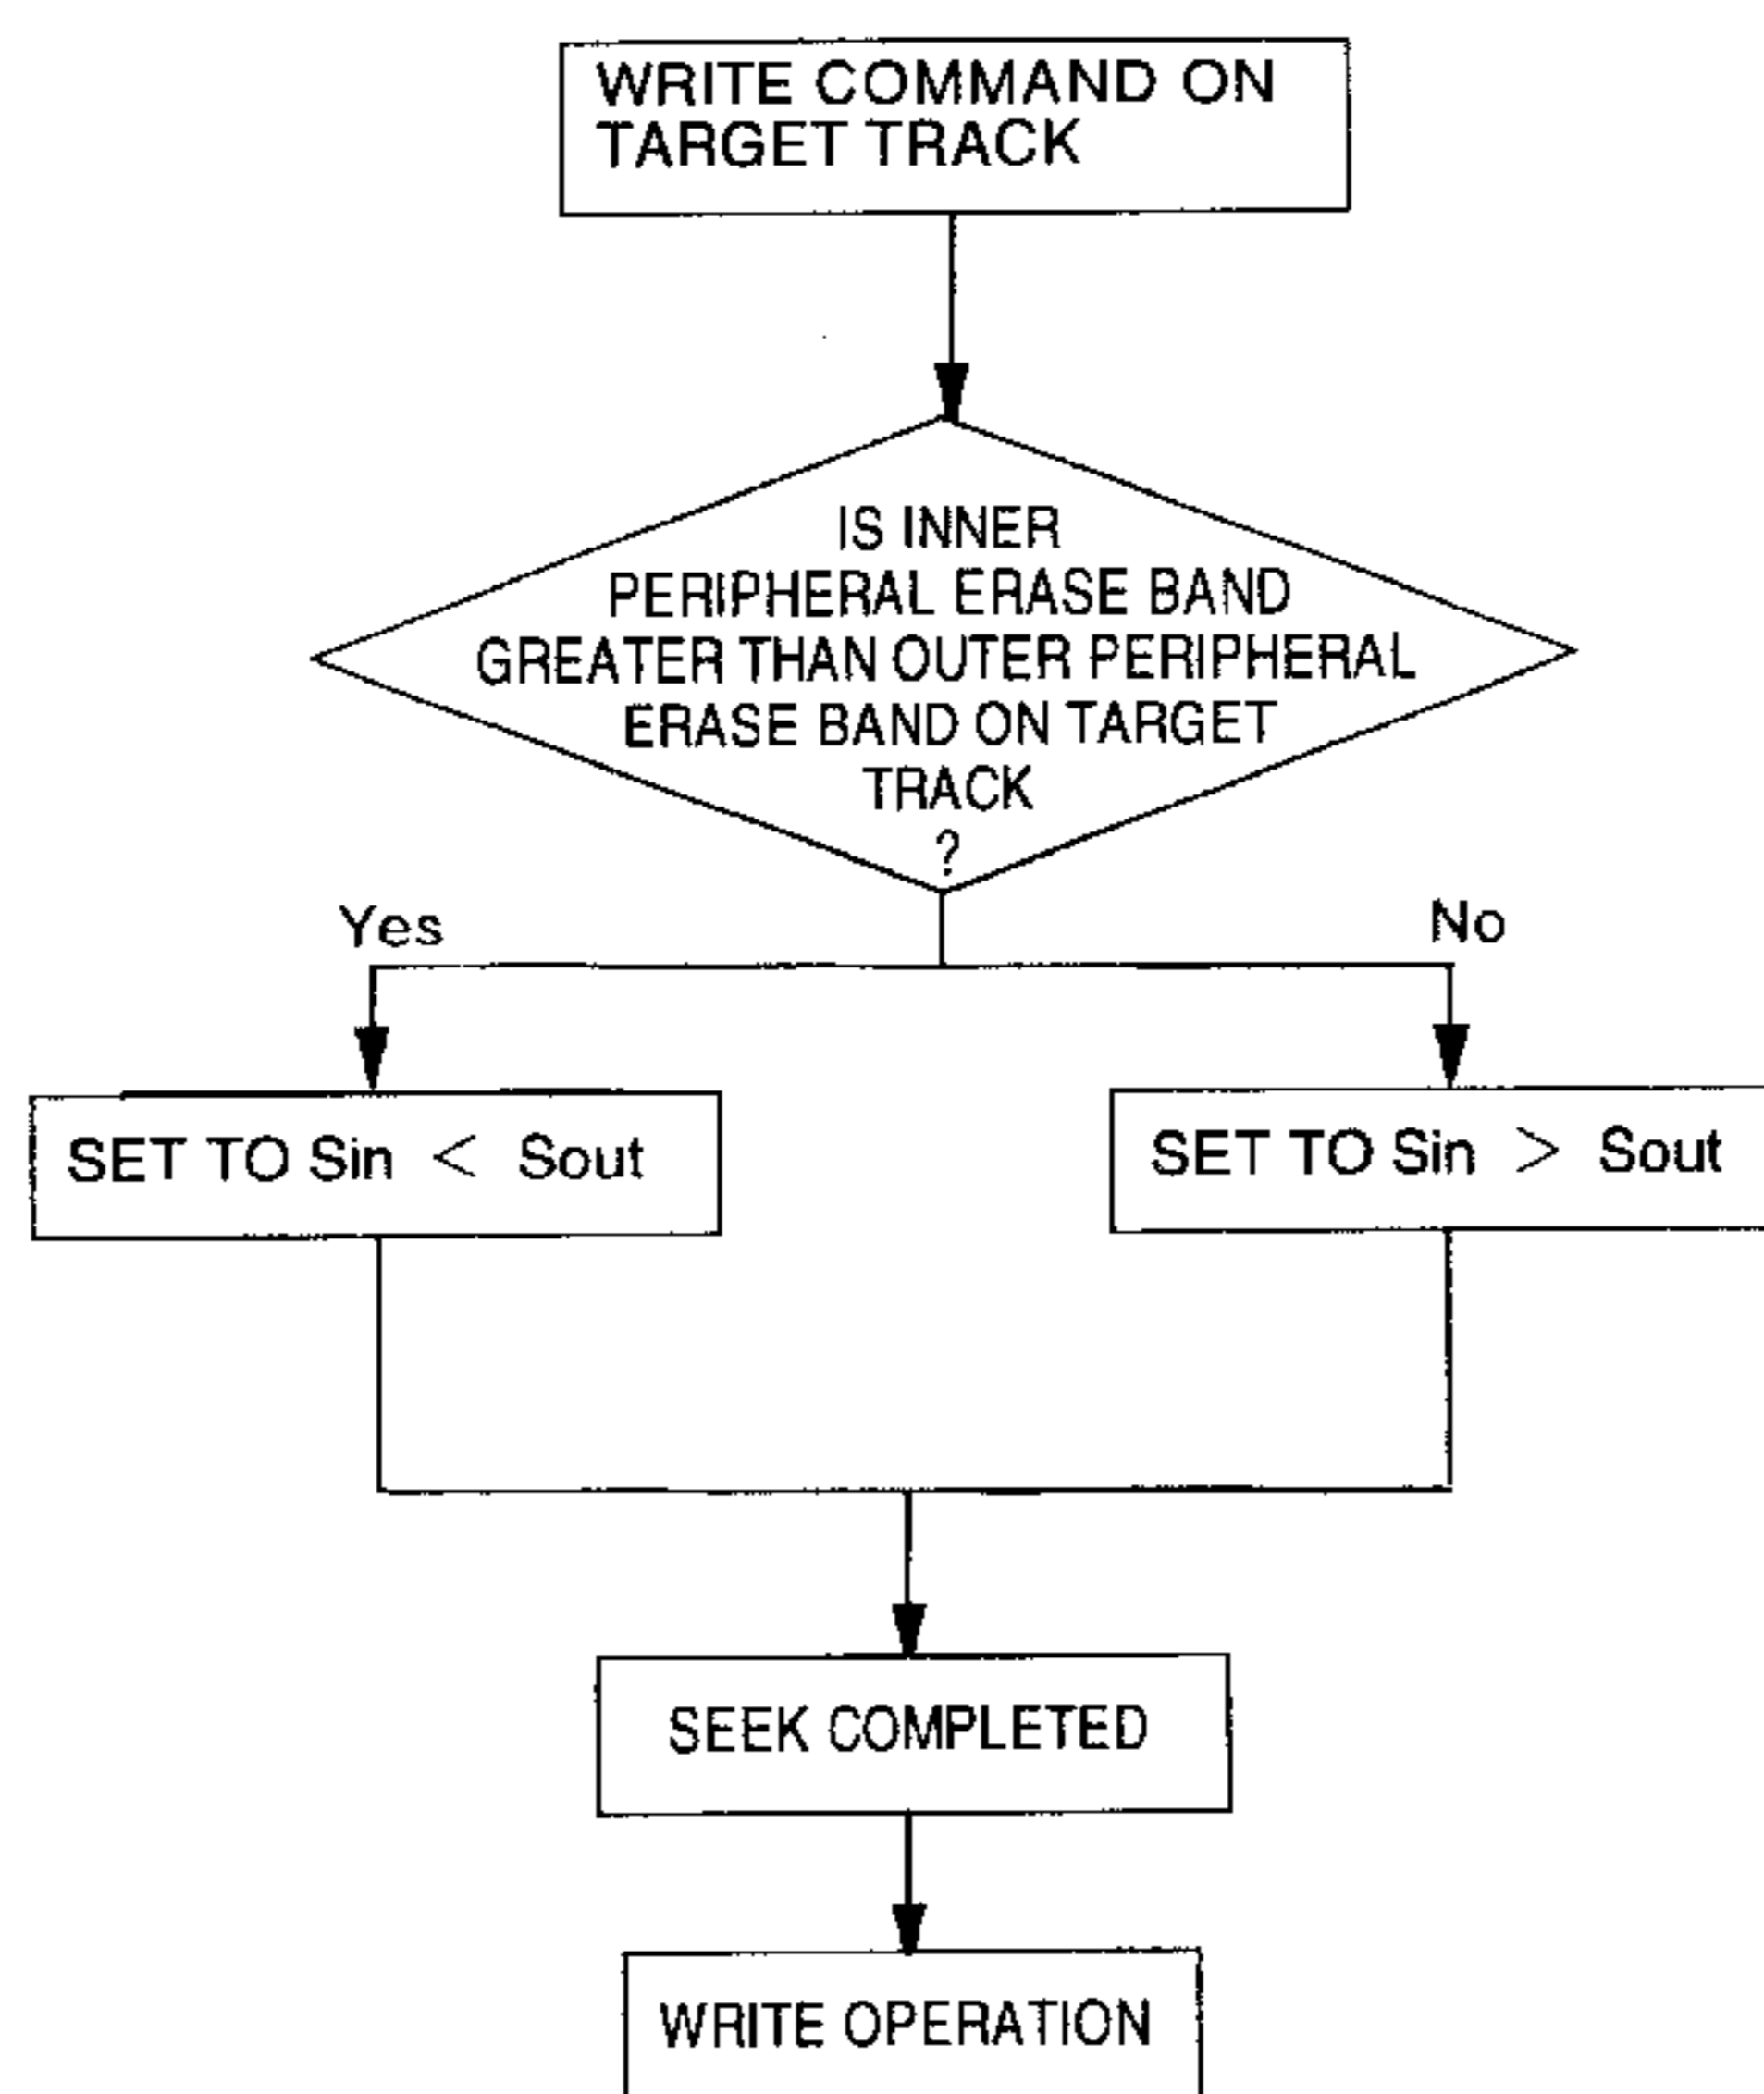 WRITE COMMAND ON
TARGET TRACK
IS INNER
PERIPHERAL ERASE BAND
GREATER THAN OUTER PERIPHERAL
ERASE BAND ON TARGET
TRACK
?
Yes
No
SET TO Sin < Sout
SET TO Sin > Sout
SEEK COMPLETED
WRITE OPERATION